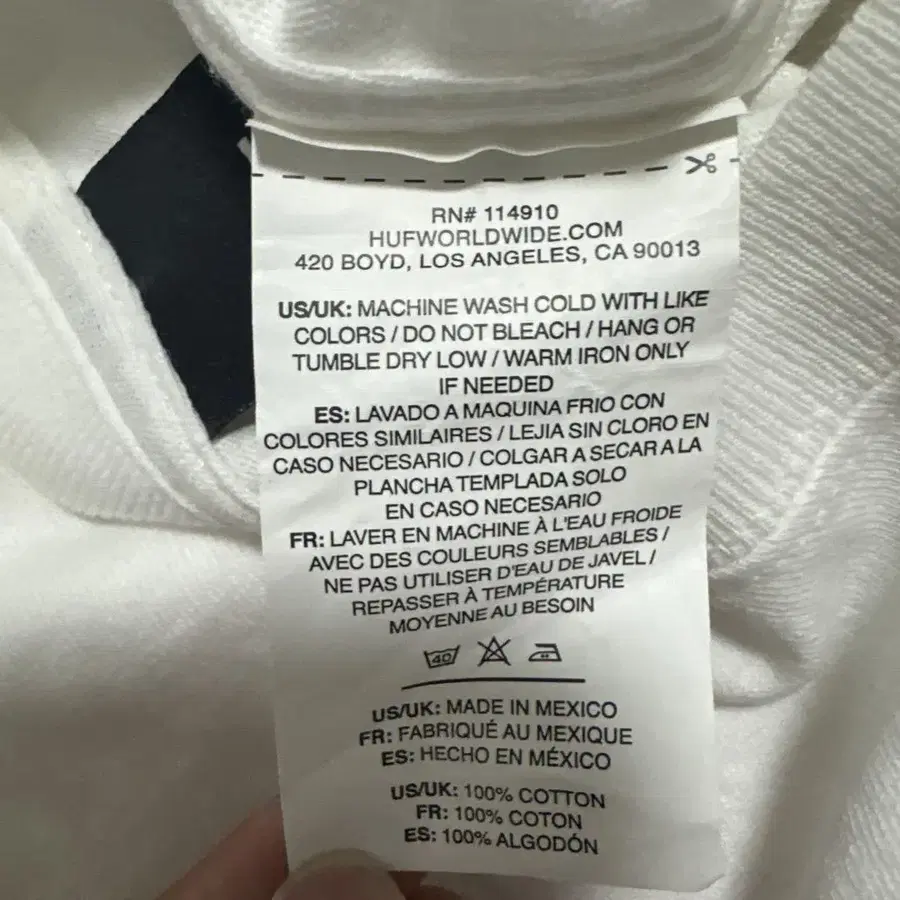 RN# 114910
HUFWORLDWIDE.COM
420 BOYD, LOS ANGELES, CA 90013
US/UK: MACHINE WASH COLD WITH LIKE
COLORS / DO NOT BLEACH / HANG OR
TUMBLE DRY LOW / WARM IRON ONLY
IF NEEDED
ES: LAVADO A MAQUINA FRIO CON
COLORES SIMILAIRES / LEJIA SIN CLORO EN
CASO NECESARIO / COLGAR A SECAR A LA
PLANCHA TEMPLADA SOLO
EN CASO NECESARIO
FR: LAVER EN MACHINE À L'EAU FROIDE
AVEC DES COULEURS SEMBLABLES /
NE PAS UTILISER D'EAU DE JAVEL /
REPASSER À TEMPÉRATURE
MOYENNE AU BESOIN
40
US/UK: MADE IN MEXICO
FR: FABRIQUÉ AU MEXIQUE
ES: HECHO EN MÉXICO
US/UK: 100% COTTON
FR: 100% COTON
ES: 100% ALGODÓN